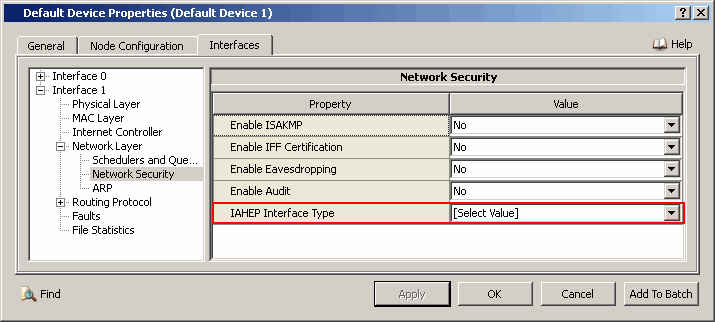 Default Device Properties (Default Device 1)
General
Node Configuration
Interfaces
Help
Interface 0
Interface 1
Physical Layer
MAC Layer
Internet Controller
Network Layer
Schedulers and Que...
Network Security
ARP
Routing Protocol
Faults
File Statistics
Network Security
Property Value
Enable ISAKMP No
Enable IFF Certification No
Enable Eavesdropping No
Enable Audit No
IAHEP Interface Type [Select Value]
Find
Apply
OK
Cancel
Add To Batch